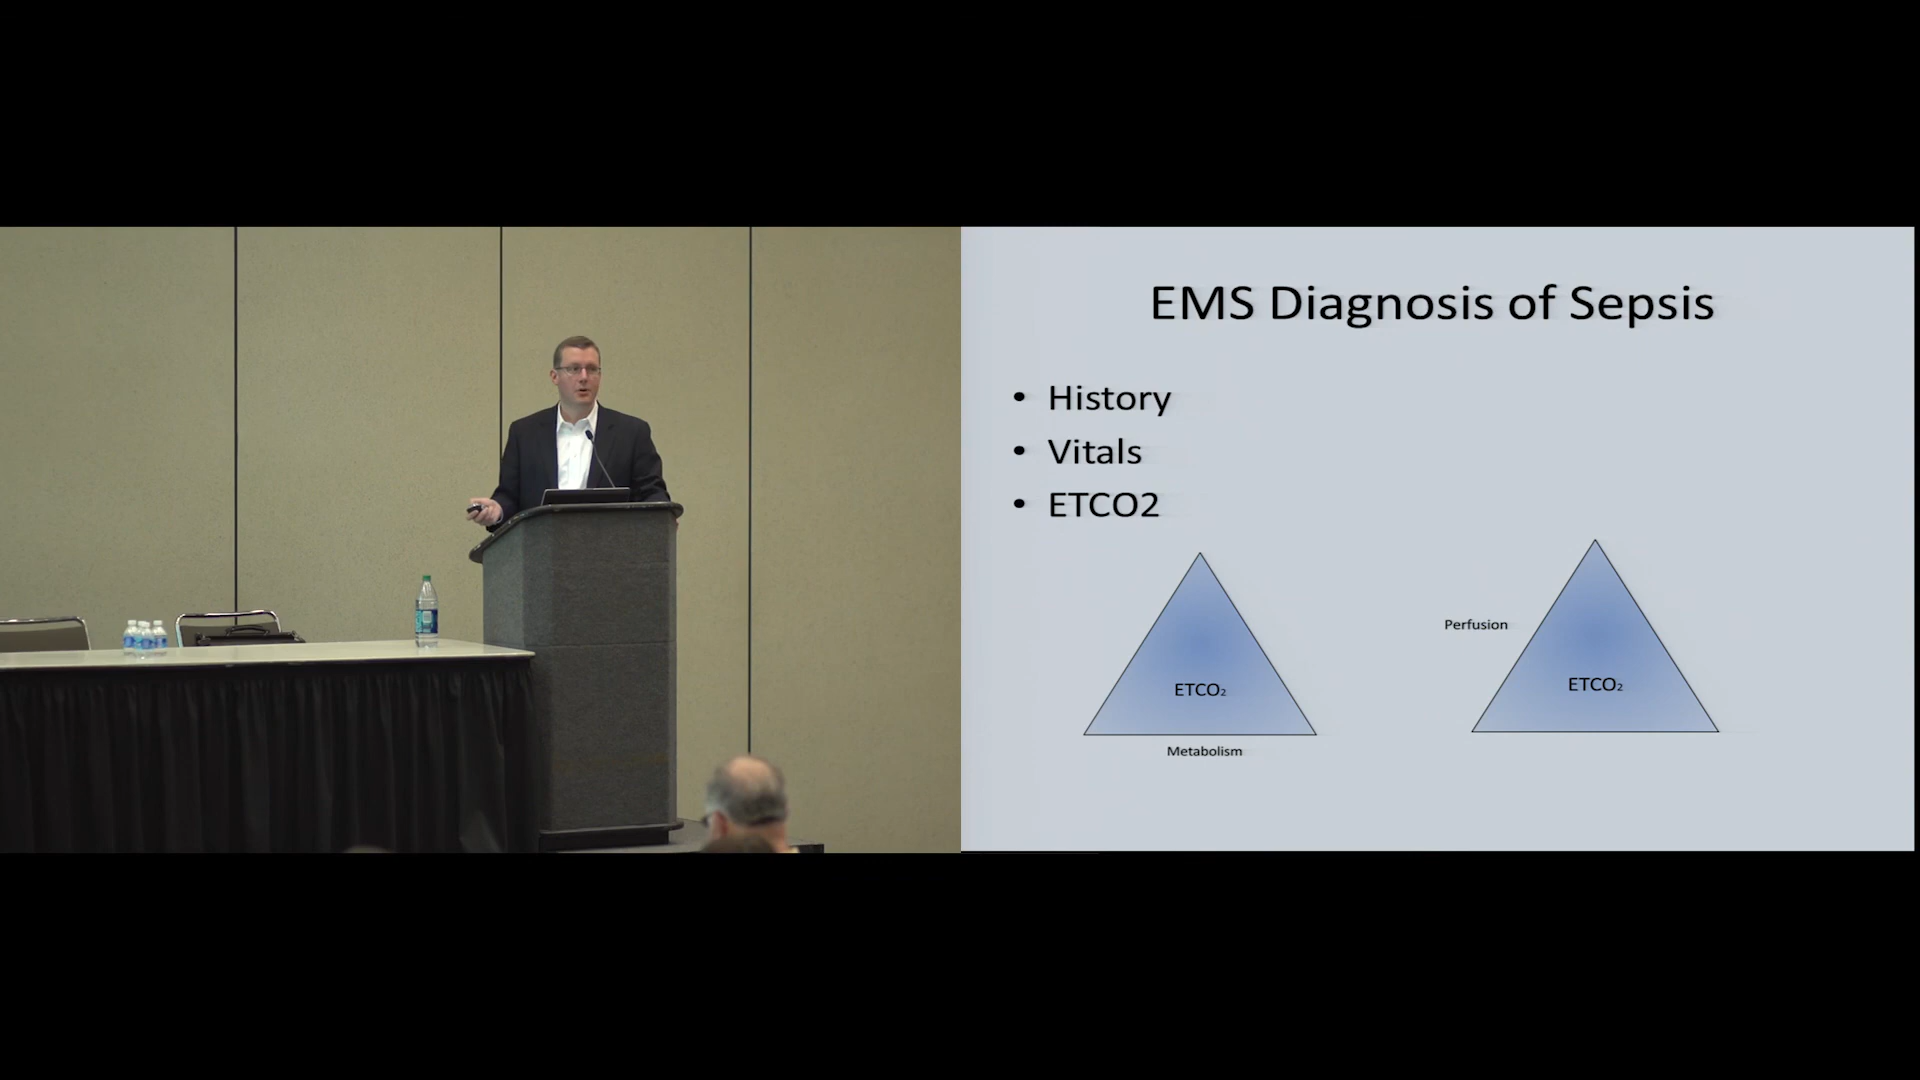 EMS Diagnosis of Sepsis
• History
• Vitals
• ETCO2
Perfusion
ETCO₂
ETCO₂
Metabolism